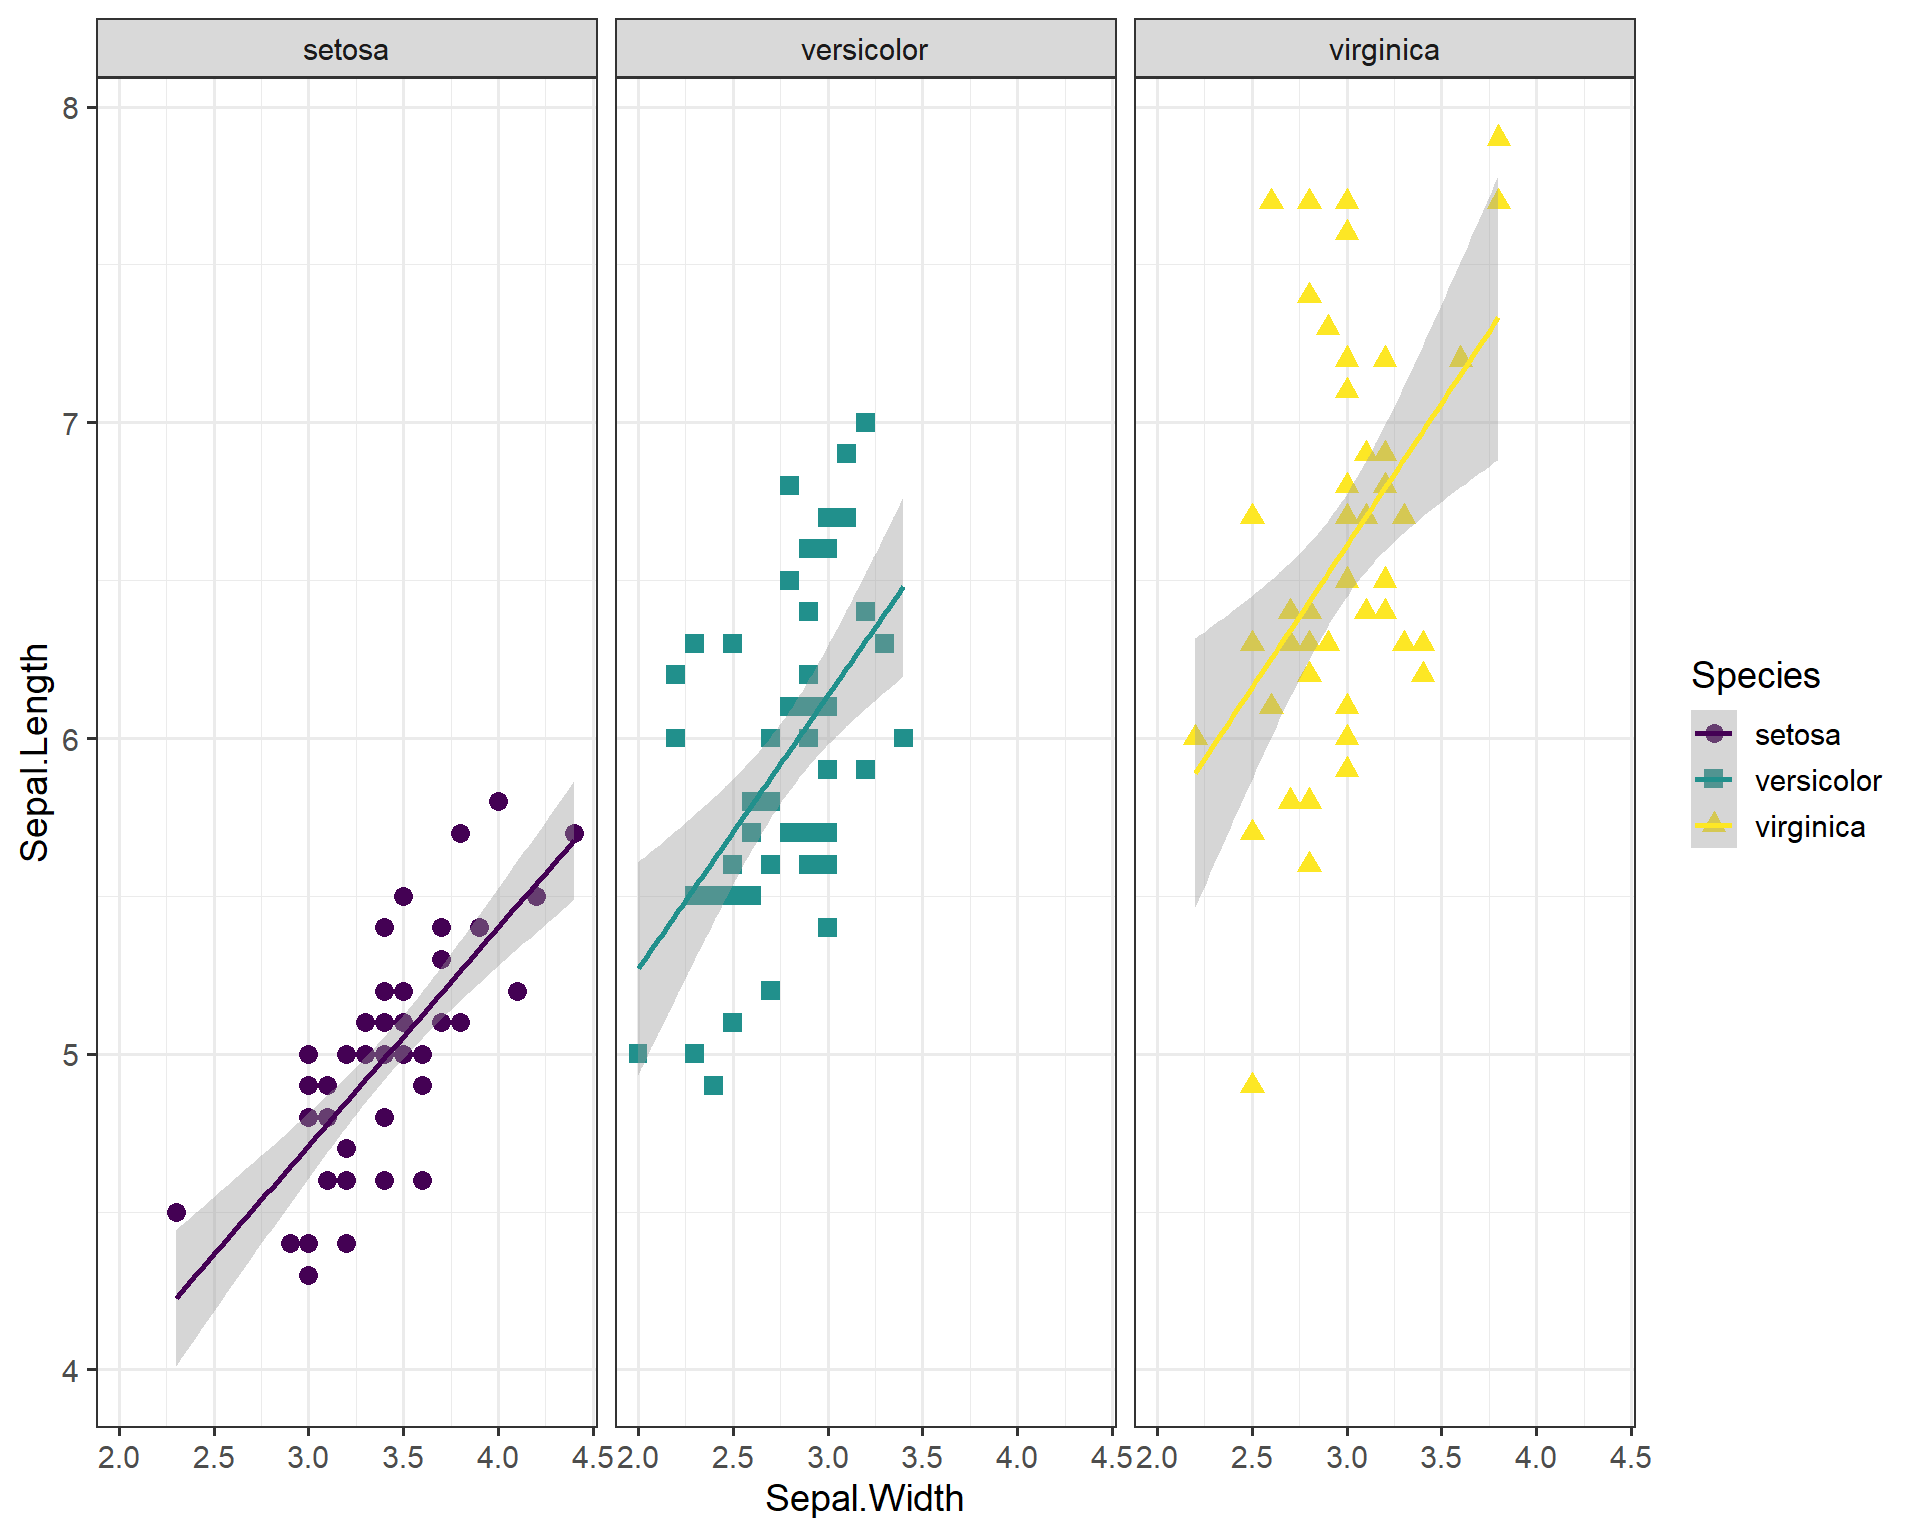 setosa versicolor virginica
8
7
6
5
4
Sepal.Length
2.0 2.5 3.0 3.5 4.0 4.5 2.0 2.5 3.0 3.5 4.0 4.5 2.0 2.5 3.0 3.5 4.0 4.5
Sepal.Width
Species
setosa
versicolor
virginica